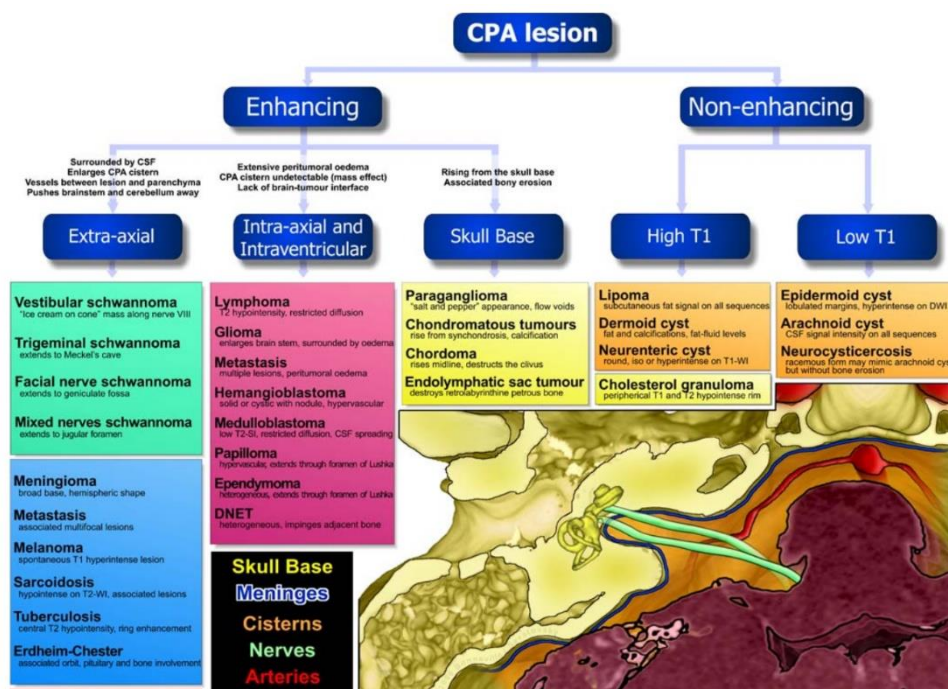 CPA lesion
Enhancing
Non-enhancing
Surrounded by CSF
Enlarges CPA cistern
Vessels between lesion and parenchyma
Pushes brainstem and cerebellum away
Extensive peritumoral oedema
CPA cistern undetectable (mass effect)
Lack of brain-tumour interface
Rising from the skull base
Associated bony erosion
Extra-axial
Intra-axial and
Intraventricular
Skull Base
High T1
Low T1
Vestibular schwannoma
"Ice cream on cone" mass along nerve VIII
Trigeminal schwannoma
extends to Meckel's cave
Facial nerve schwannoma
extends to geniculate fossa
Mixed nerves schwannoma
extends to jugular foramen
Meningioma
broad base, hemispheric shape
Metastasis
associated multifocal lesions
Melanoma
spontaneous T1 hyperintense lesion
Sarcoidosis
hypointense on T2-WI, associated lesions
Tuberculosis
central T2 hypointensity, ring enhancement
Erdheim-Chester
associated orbit, pituitary and bone involvement
Lymphoma
T2 hypointensity, restricted diffusion
Glioma
enlarges brain stem, surrounded by oedema
Metastasis
multiple lesions, peritumoral oedema
Hemangioblastoma
solid or cystic with nodule, hypervascular
Medulloblastoma
low T2-SI, restricted diffusion, CSF spreading
Papilloma
hypervascular, extends through foramen of Lushka
Ependymoma
heterogeneous, extends through foramen of Lushka
DNET
heterogeneous, impinges adjacent bone
Paraganglioma
"salt and pepper" appearance, flow voids
Chondromatous tumours
rise from synchondrosis, calcification
Chordoma
rises midline, destructs the clivus
Endolymphatic sac tumour
destroys retrolabyrinthine petrous bone
Lipoma
subcutaneous fat signal on all sequences
Dermoid cyst
fat and calcifications, fat-fluid levels
Neurenteric cyst
round, iso or hyperintense on T1-WI
Cholesterol granuloma
peripherical T1 and T2 hypointense rim
Epidermoid cyst
lobulated margins, hyperintense on DWI
Arachnoid cyst
CSF signal intensity on all sequences
Neurocysticercosis
racemous form may mimic arachnoid cys
but without bone erosion
Skull Base
Meninges
Cisterns
Nerves
Arteries